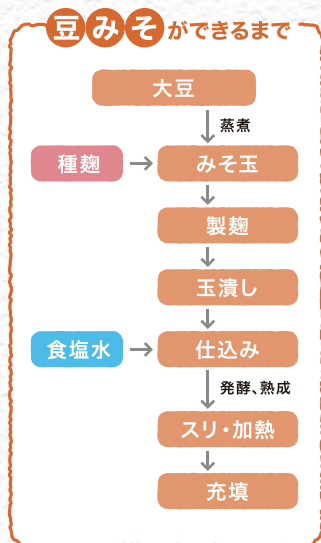 豆みそができるまで
大豆
蒸煮
種麹
みそ玉
製麹
玉潰し
食塩水
仕込み
発酵、熟成
スリ・加熱
充填